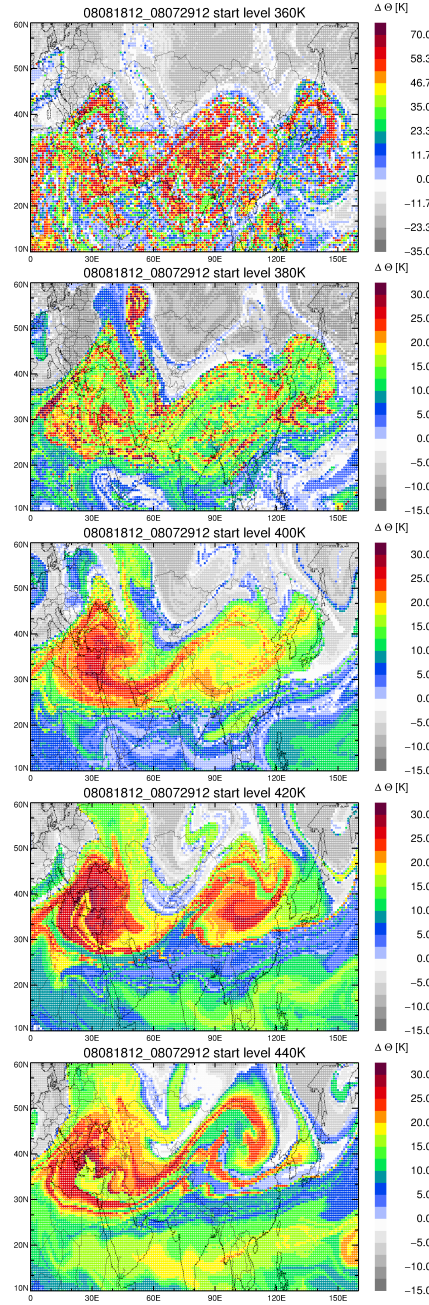 08081812_08072912 start level 360K
Δ Θ [K]
60N
50N
40N
30N
20N
10N
0
30E
60E
90E
120E
150E
70.0
58.3
46.7
35.0
23.3
11.7
0.0
−11.7
−23.3
−35.0
08081812_08072912 start level 380K
Δ Θ [K]
60N
50N
40N
30N
20N
10N
0
30E
60E
90E
120E
150E
30.0
25.0
20.0
15.0
10.0
5.0
0.0
−5.0
−10.0
−15.0
08081812_08072912 start level 400K
Δ Θ [K]
60N
50N
40N
30N
20N
10N
0
30E
60E
90E
120E
150E
30.0
25.0
20.0
15.0
10.0
5.0
0.0
−5.0
−10.0
−15.0
08081812_08072912 start level 420K
Δ Θ [K]
60N
50N
40N
30N
20N
10N
0
30E
60E
90E
120E
150E
30.0
25.0
20.0
15.0
10.0
5.0
0.0
−5.0
−10.0
−15.0
08081812_08072912 start level 440K
Δ Θ [K]
60N
50N
40N
30N
20N
10N
0
30E
60E
90E
120E
150E
30.0
25.0
20.0
15.0
10.0
5.0
0.0
−5.0
−10.0
−15.0